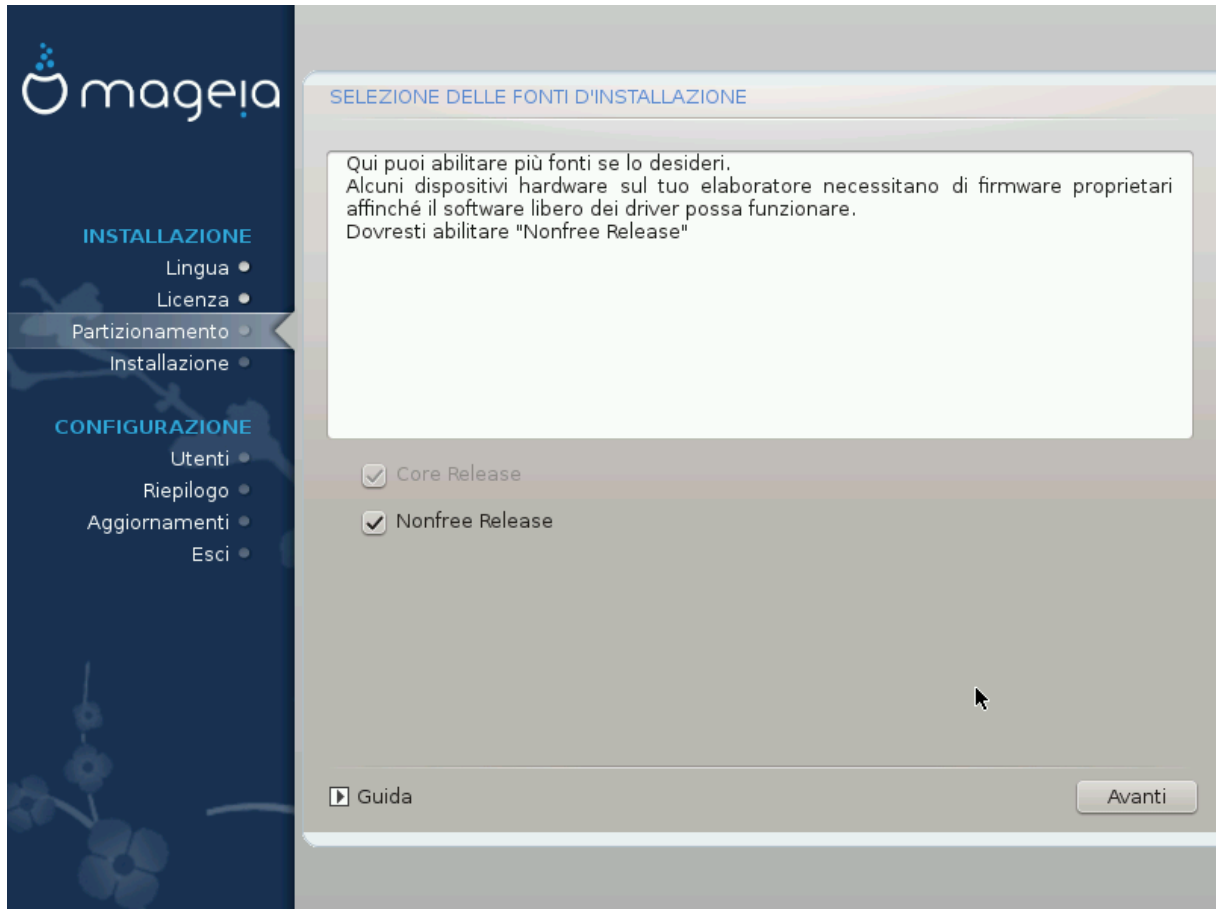 mageia
INSTALLAZIONE
Lingua
Licenza
Partizionamento
Installazione
CONFIGURAZIONE
Utenti
Riepilogo
Aggiornamenti
Esci
SELEZIONE DELLE FONTI D'INSTALLAZIONE
Qui puoi abilitare più fonti se lo desideri.
Alcuni dispositivi hardware sul tuo elaboratore necessitano di firmware proprietari
affinché il software libero dei driver possa funzionare.
Dovresti abilitare "Nonfree Release"
Core Release
Nonfree Release
Guida
Avanti